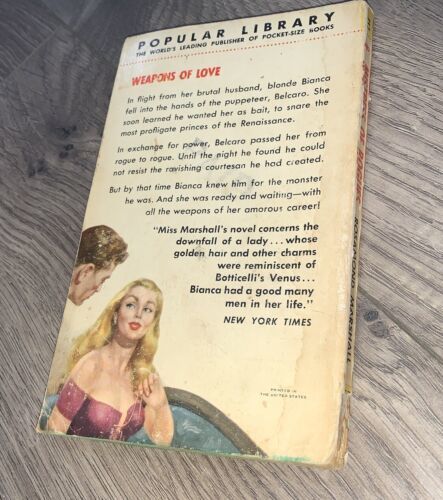 POPULAR LIBRARY
THE WORLD'S LEADING PUBLISHER OF POCKET-SIZE BOOKS
WEAPONS OF LOVE
In flight from her brutal husband, blonde Bianca
fell into the hands of the puppeteer, Belcaro. She
soon learned he wanted her as bait, to snare the
most profligate princes of the Renaissance.
In exchange for power, Belcaro passed her from
rogue to rogue. Until the night he found he could
not resist the ravishing courtesan he had created.
But by that time Bianca knew him for the monster
he was. And she was ready and waiting—with
all the weapons of her amorous career!
"Miss Marshall's novel concerns the
downfall of a lady . . . whose
golden hair and other charms
were reminiscent of
Botticelli's Venus . . .
Bianca had a good many
men in her life."
NEW YORK TIMES
PRINTED IN
THE UNITED STATES
ROSAMOND MARSHALL